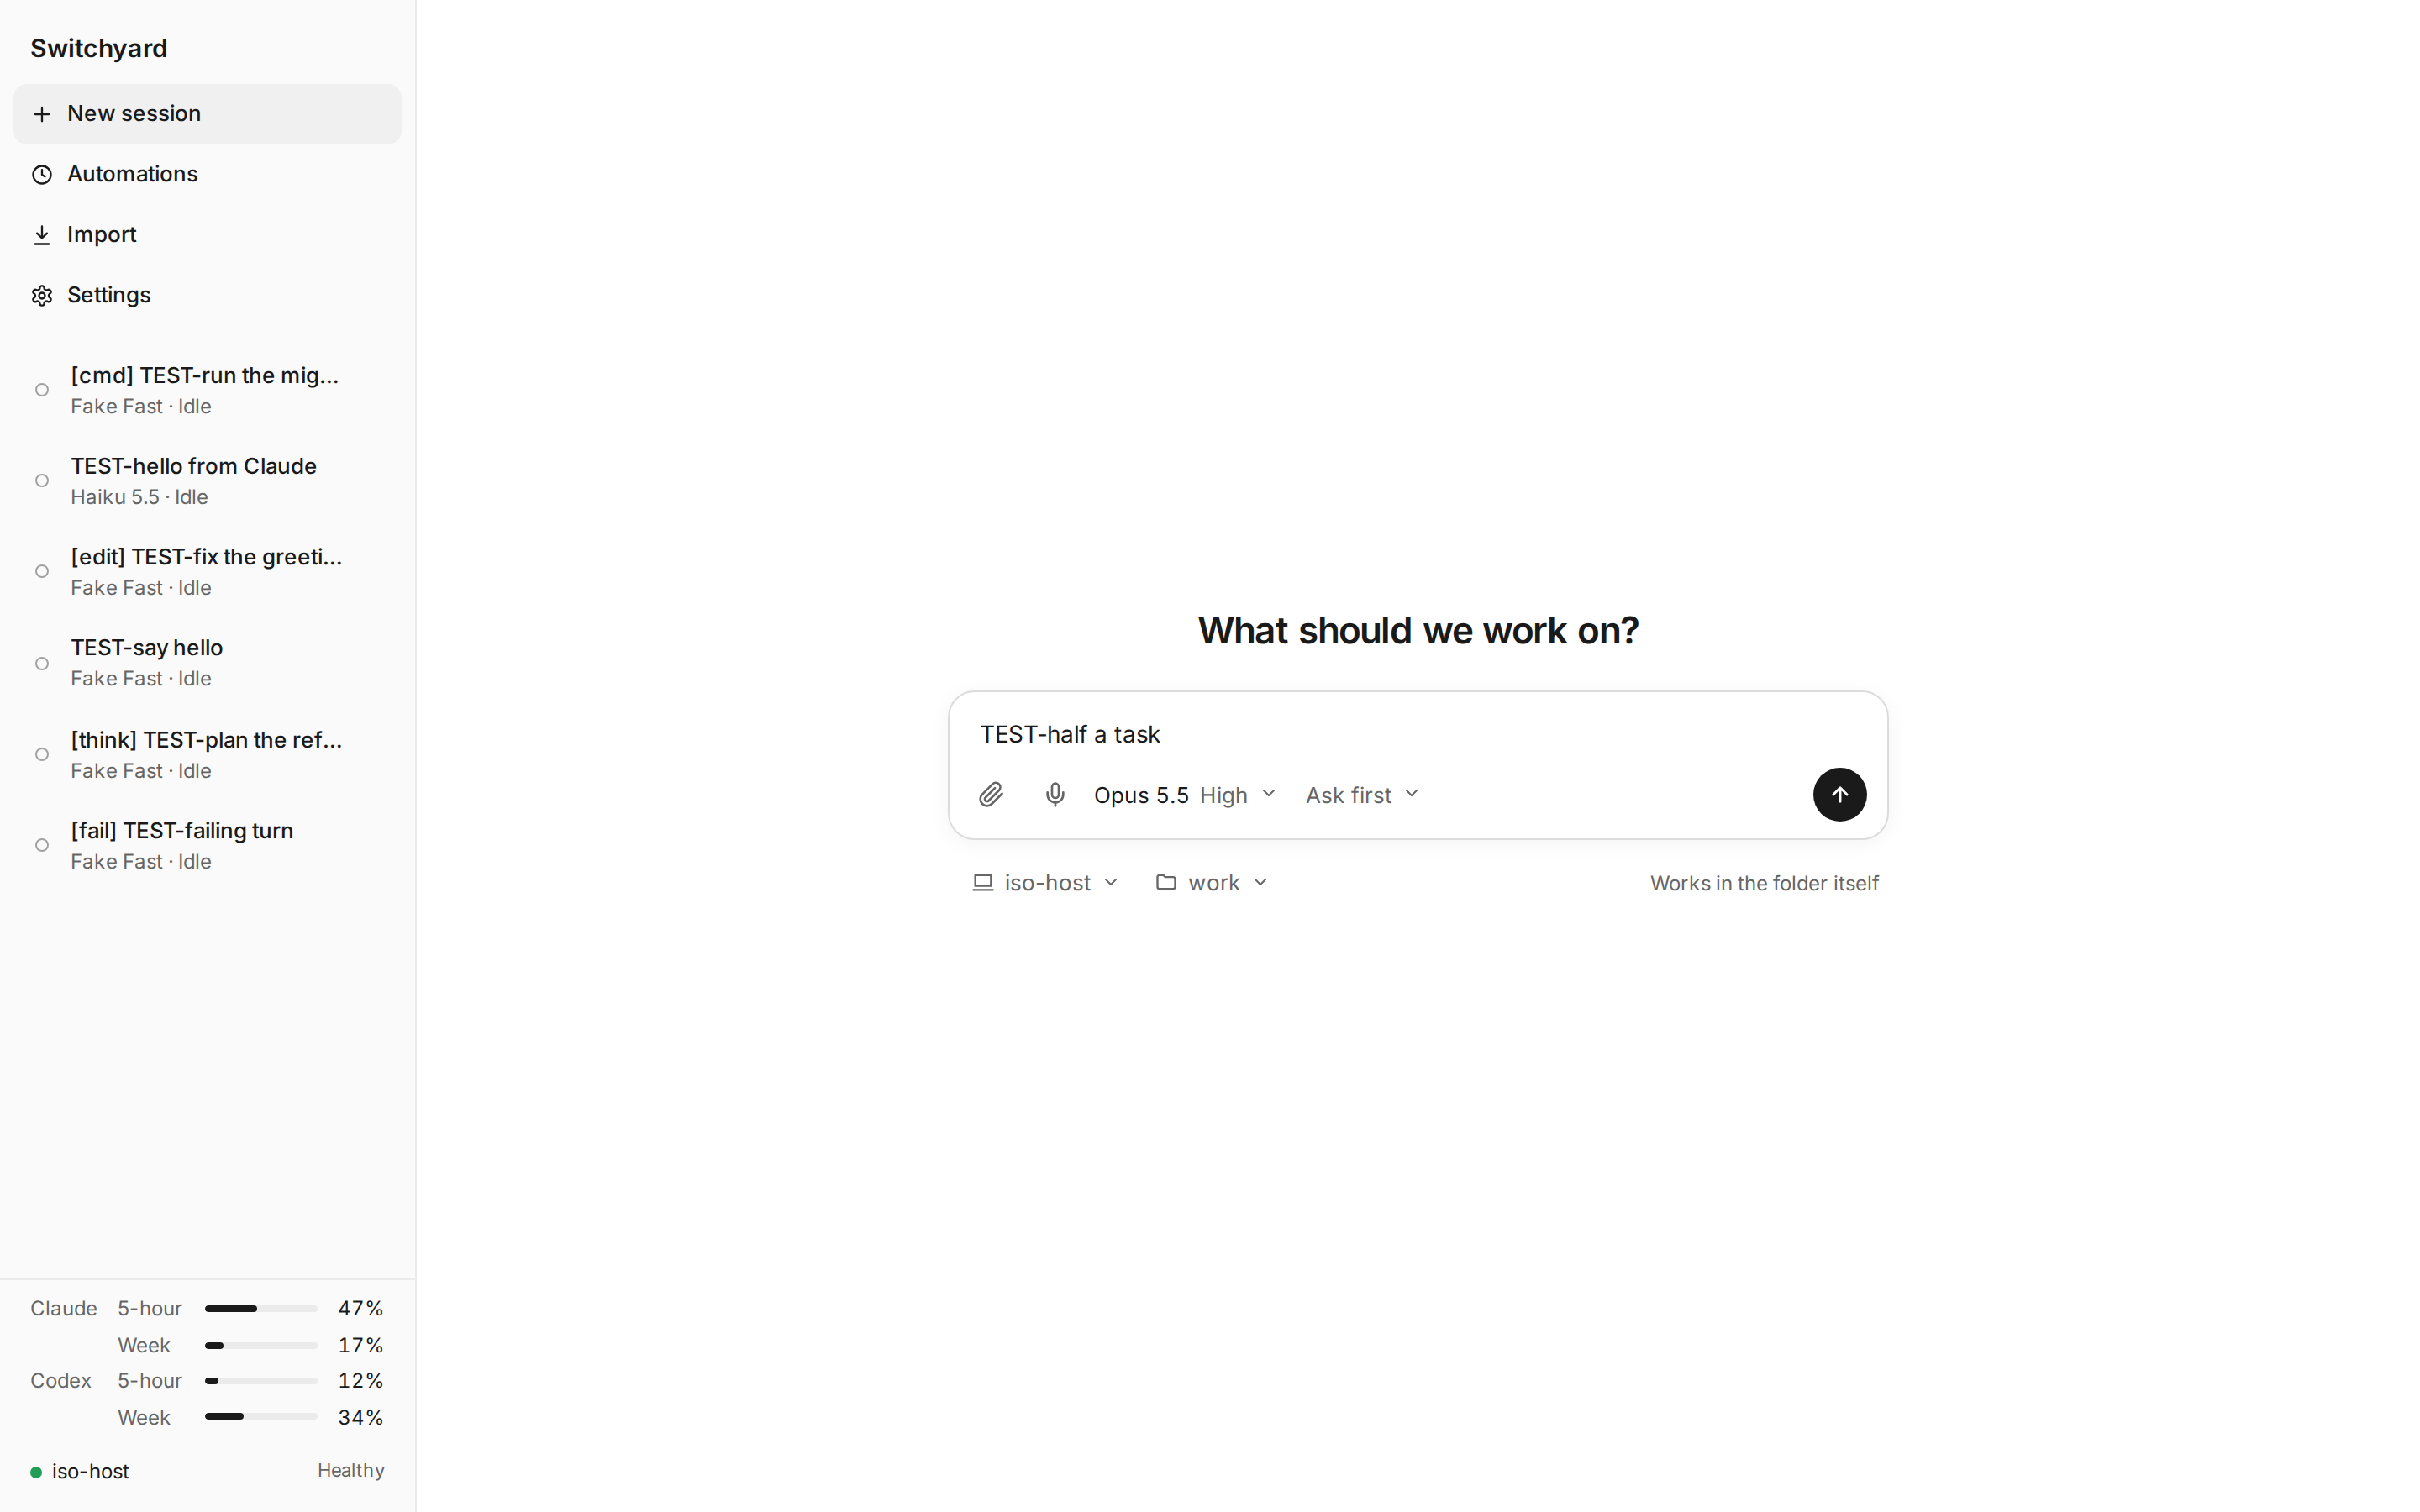 Switchyard
New session
Automations
Import
Settings
[cmd] TEST-run the mig...
Fake Fast · Idle
TEST-hello from Claude
Haiku 5.5 · Idle
[edit] TEST-fix the greeti...
Fake Fast · Idle
TEST-say hello
Fake Fast · Idle
[think] TEST-plan the ref...
Fake Fast · Idle
[fail] TEST-failing turn
Fake Fast · Idle
Claude 5-hour 47%
Week 17%
Codex 5-hour 12%
Week 34%
iso-host Healthy
What should we work on?
TEST-half a task
Opus 5.5 High Ask first
iso-host work Works in the folder itself